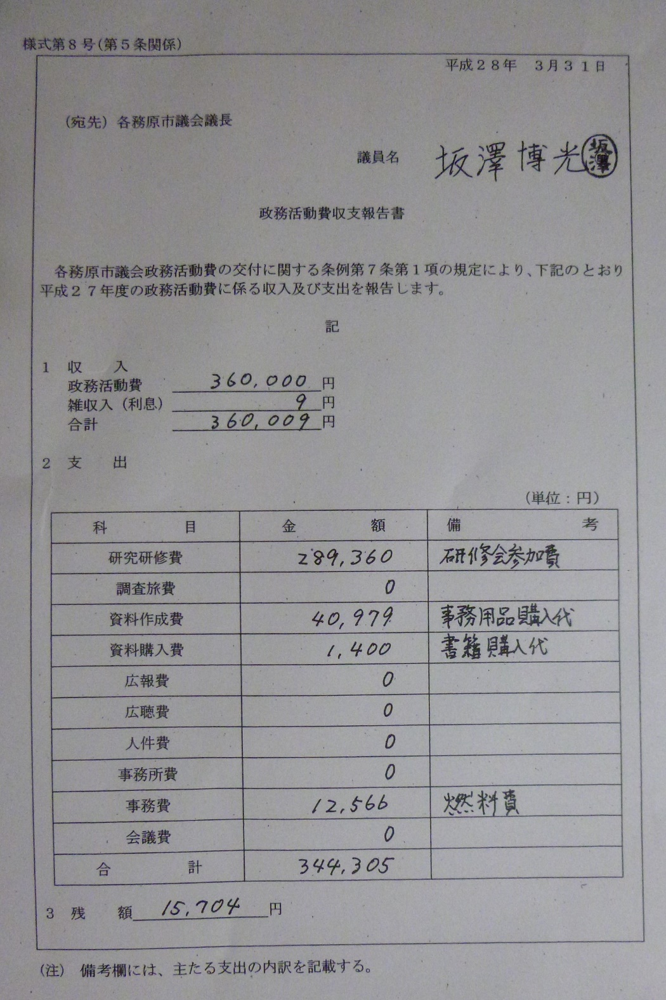 様式第8号(第5条関係)
平成28年 3月31日
(宛先) 各務原市議会議長
議員名 坂澤博光 坂澤
政務活動費収支報告書
各務原市議会政務活動費の交付に関する条例第7条第1項の規定により、下記のとおり
平成27年度の政務活動費に係る収入及び支出を報告します。
記
1 収 入
政務活動費 360,000 円
雑収入(利息) 9 円
合計 360,009 円
2 支 出
(単位:円)
科 目 金 額 備 考
研究研修費 289,360 研修会参加費
調査旅費 0
資料作成費 40,979 事務用品購入代
資料購入費 1,400 書籍購入代
広報費 0
広聴費 0
人件費 0
事務所費 0
事務費 12,566 燃料費
会議費 0
合 計 344,305
3 残 額 15,704 円
(注) 備考欄には、主たる支出の内訳を記載する。